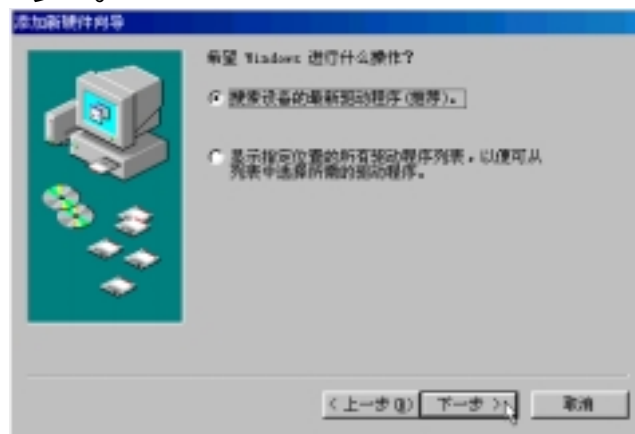 添加新硬件向导
希望 Windows 进行什么操作？
搜索设备的最新驱动程序(推荐)。
显示指定位置的所有驱动程序列表，以便可从
列表中选择所需的驱动程序。
<上一步(B) 下一步 > 取消